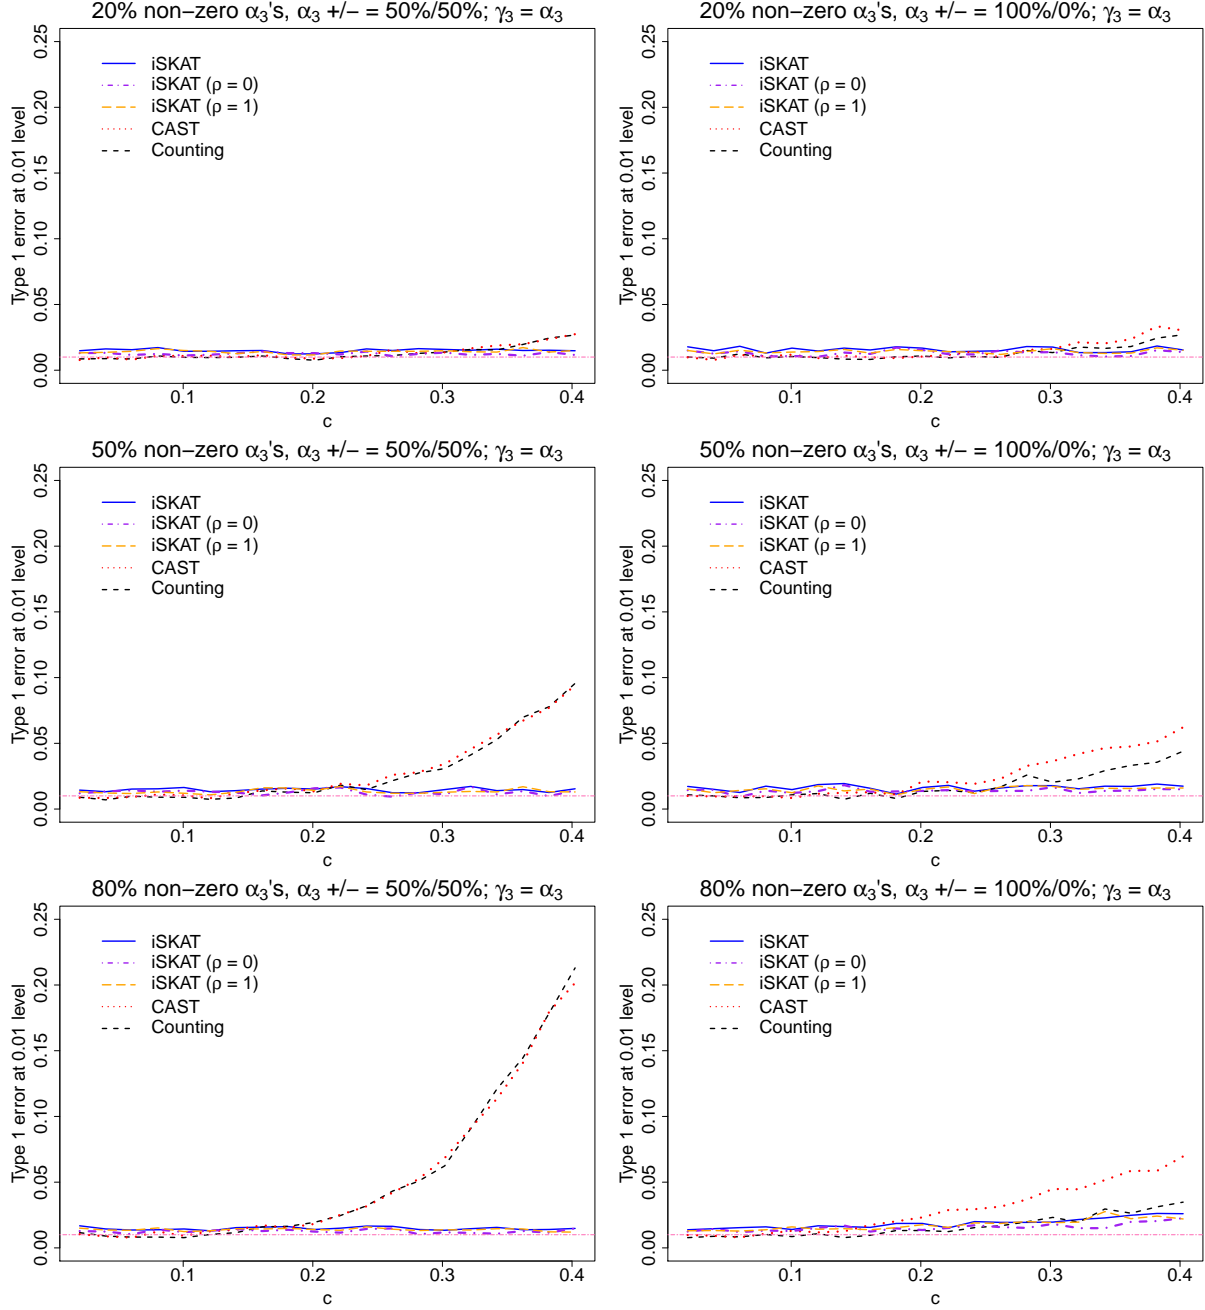 20% non−zero α3's, α3 +/− = 50%/50%; γ3 = α3
Type 1 error at 0.01 level
0.25
0.20
0.15
0.10
0.05
0.00
iSKAT
iSKAT (ρ = 0)
iSKAT (ρ = 1)
CAST
Counting
0.1 0.2 0.3 0.4
c
20% non−zero α3's, α3 +/− = 100%/0%; γ3 = α3
Type 1 error at 0.01 level
0.25
0.20
0.15
0.10
0.05
0.00
iSKAT
iSKAT (ρ = 0)
iSKAT (ρ = 1)
CAST
Counting
0.1 0.2 0.3 0.4
c
50% non−zero α3's, α3 +/− = 50%/50%; γ3 = α3
Type 1 error at 0.01 level
0.25
0.20
0.15
0.10
0.05
0.00
iSKAT
iSKAT (ρ = 0)
iSKAT (ρ = 1)
CAST
Counting
0.1 0.2 0.3 0.4
c
50% non−zero α3's, α3 +/− = 100%/0%; γ3 = α3
Type 1 error at 0.01 level
0.25
0.20
0.15
0.10
0.05
0.00
iSKAT
iSKAT (ρ = 0)
iSKAT (ρ = 1)
CAST
Counting
0.1 0.2 0.3 0.4
c
80% non−zero α3's, α3 +/− = 50%/50%; γ3 = α3
Type 1 error at 0.01 level
0.25
0.20
0.15
0.10
0.05
0.00
iSKAT
iSKAT (ρ = 0)
iSKAT (ρ = 1)
CAST
Counting
0.1 0.2 0.3 0.4
c
80% non−zero α3's, α3 +/− = 100%/0%; γ3 = α3
Type 1 error at 0.01 level
0.25
0.20
0.15
0.10
0.05
0.00
iSKAT
iSKAT (ρ = 0)
iSKAT (ρ = 1)
CAST
Counting
0.1 0.2 0.3 0.4
c